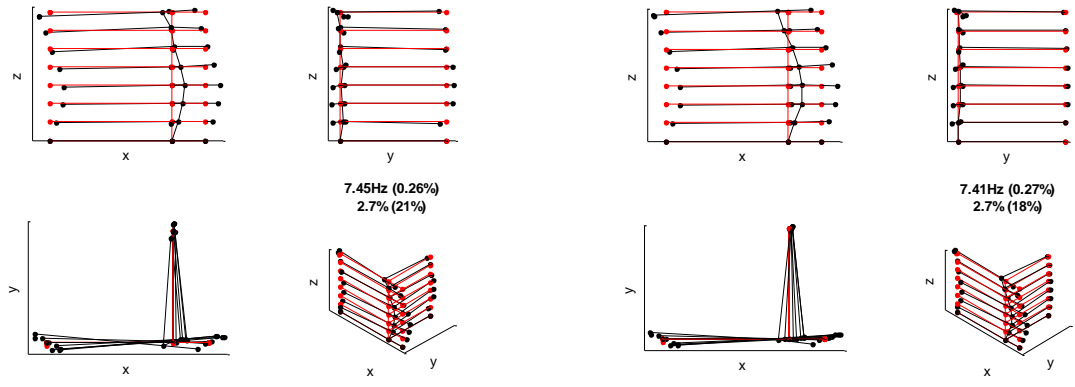 z
x
z
y
7.45Hz (0.26%)
2.7% (21%)
y
x
z
x
y
z
x
z
y
7.41Hz (0.27%)
2.7% (18%)
y
x
z
x
y